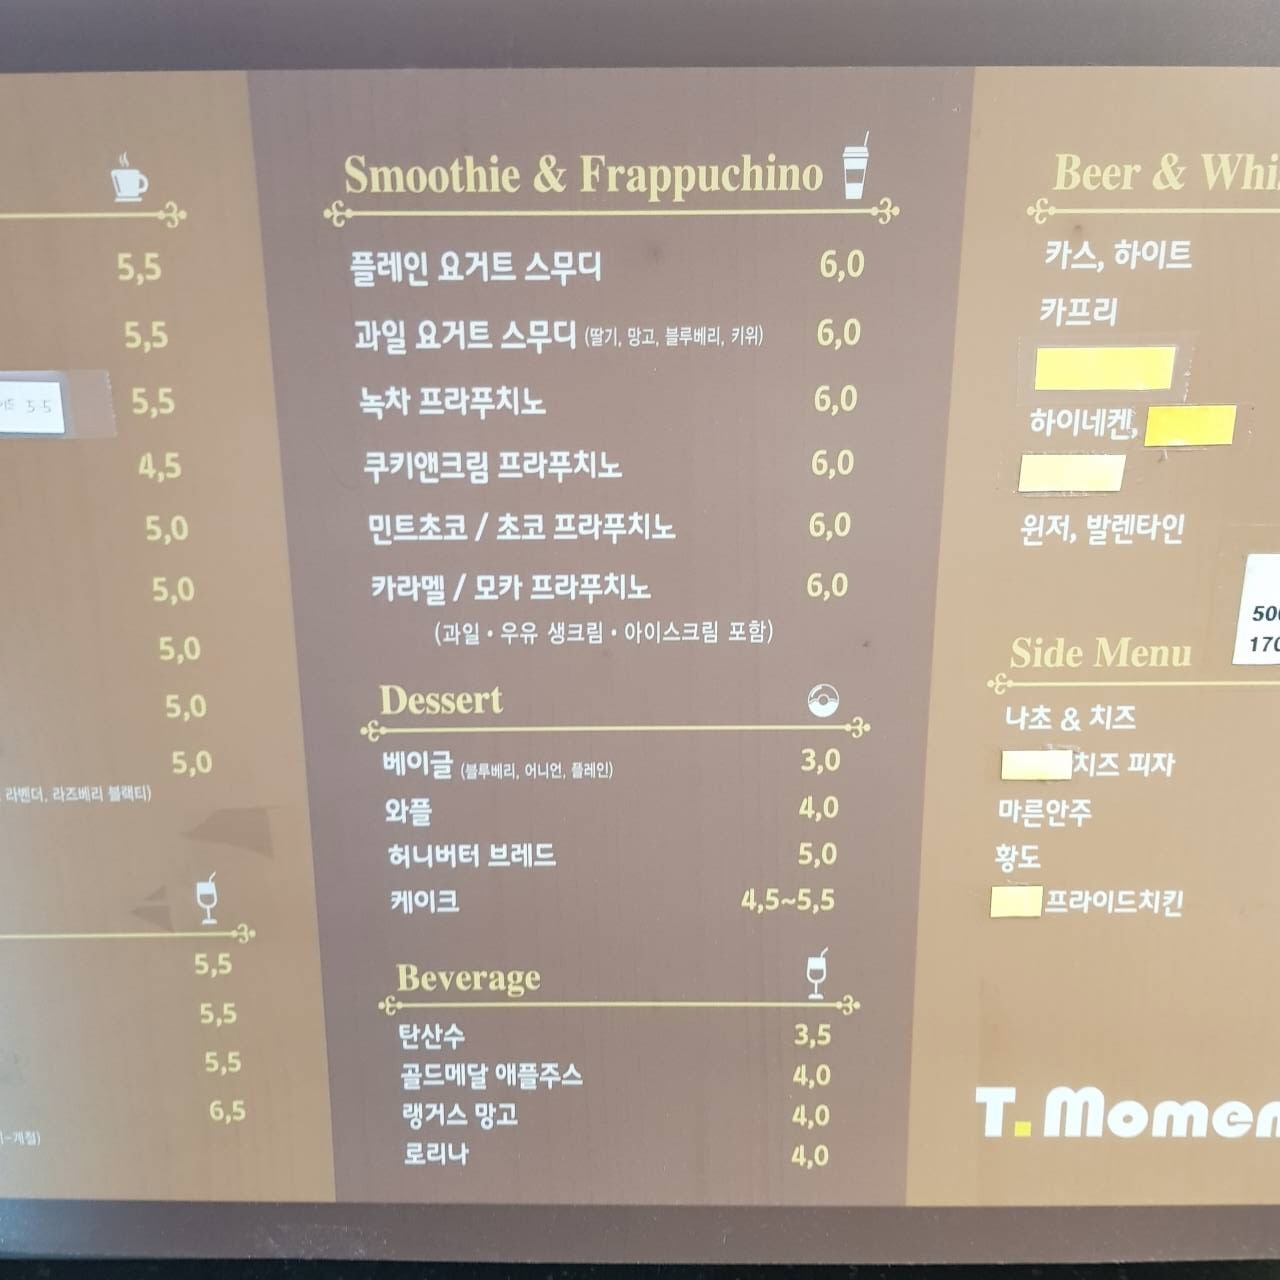 5,5
5,5
5,5
4,5
5,0
5,0
5,0
5,0
5,0
라벤더, 라즈베리 블랙티)
5,5
5,5
5,5
6,5
계절)
Smoothie & Frappuchino
플레인 요거트 스무디 6,0
과일 요거트 스무디 (딸기, 망고, 블루베리, 키위) 6,0
녹차 프라푸치노 6,0
쿠키앤크림 프라푸치노 6,0
민트초코 / 초코 프라푸치노 6,0
카라멜 / 모카 프라푸치노 6,0
(과일・우유 생크림・아이스크림 포함)
Dessert
베이글 (블루베리, 어니언, 플레인) 3,0
와플 4,0
허니버터 브레드 5,0
케이크 4,5~5,5
Beverage
탄산수 3,5
골드메달 애플주스 4,0
랭거스 망고 4,0
로리나 4,0
Beer & Whi
카스, 하이트
카프리
하이네켄,
윈저, 발렌타인
500
170
Side Menu
나초 & 치즈
치즈 피자
마른안주
황도
프라이드치킨
T.Momen